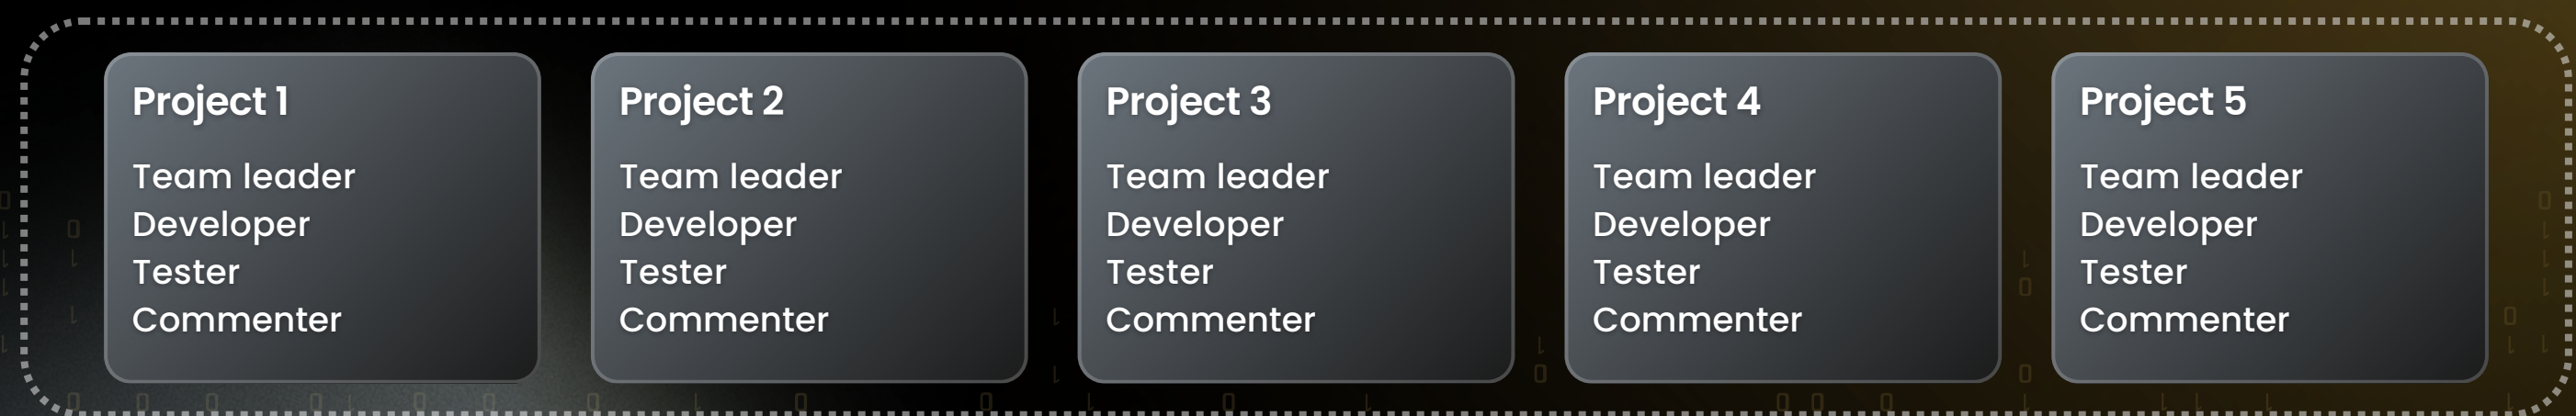 Project 1
Team leader
Developer
Tester
Commenter
Project 2
Team leader
Developer
Tester
Commenter
Project 3
Team leader
Developer
Tester
Commenter
Project 4
Team leader
Developer
Tester
Commenter
Project 5
Team leader
Developer
Tester
Commenter